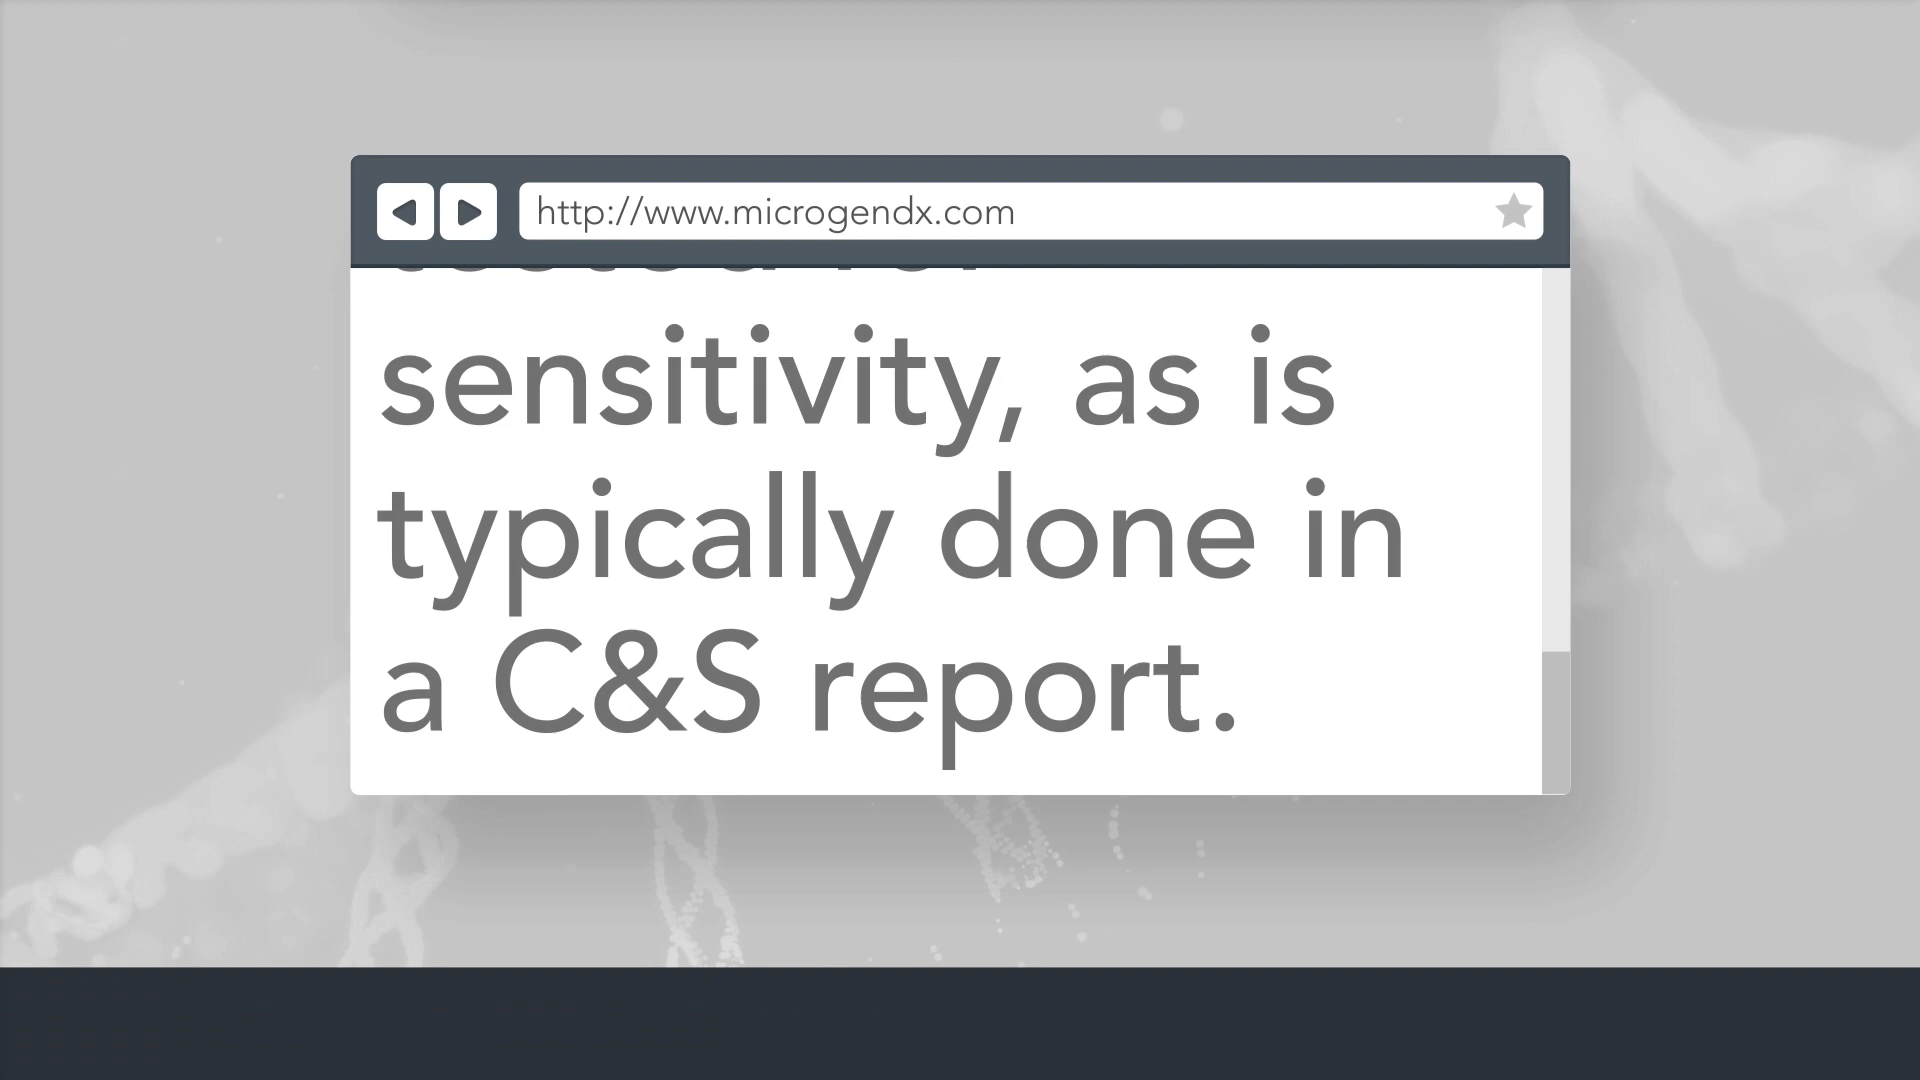 http://www.microgendx.com
sensitivity, as is
typically done in
a C&S report.